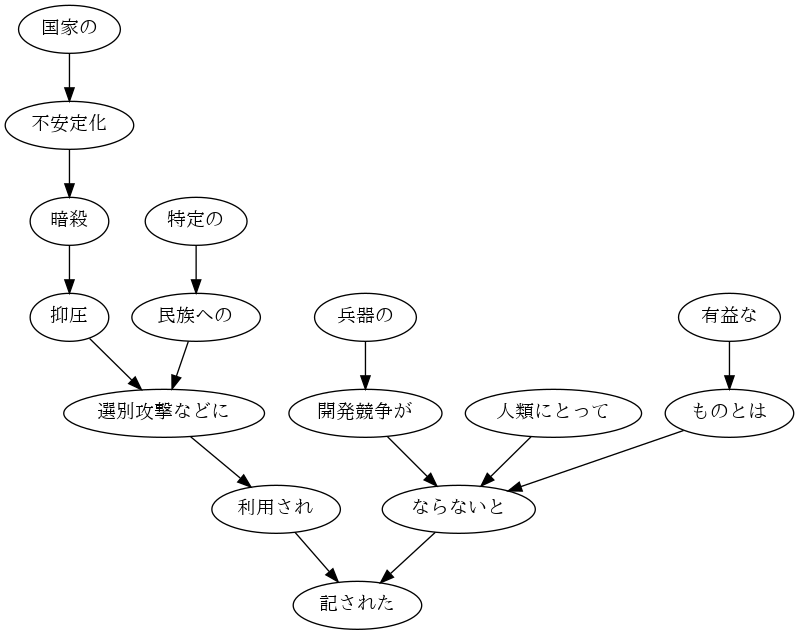 国家の
不安定化
暗殺
特定の
抑圧
民族への
兵器の
有益な
選別攻撃などに
開発競争が
人類にとって
ものとは
利用され
ならないと
記された